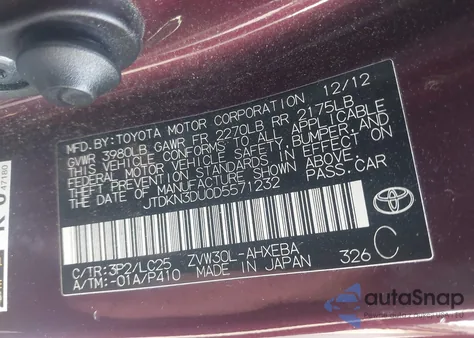 MFD. BY: TOYOTA MOTOR CORPORATION 12/12
GVWR 3980LB GAWR FR 2270LB RR 2175LB
THIS VEHICLE CONFORMS TO ALL APPLICABLE
FEDERAL MOTOR VEHICLE SAFETY, BUMPER, AND
THEFT PREVENTION STANDARDS IN EFFECT ON
THE DATE OF MANUFACTURE SHOWN ABOVE.
JTDKN3DU0D5571232 PASS. CAR
C/TR: 3P2/LC25 ZVW30L-AHXEBA
A/TM: -01A/P410 MADE IN JAPAN 326 C
TOYOTA
47180
autoSnap